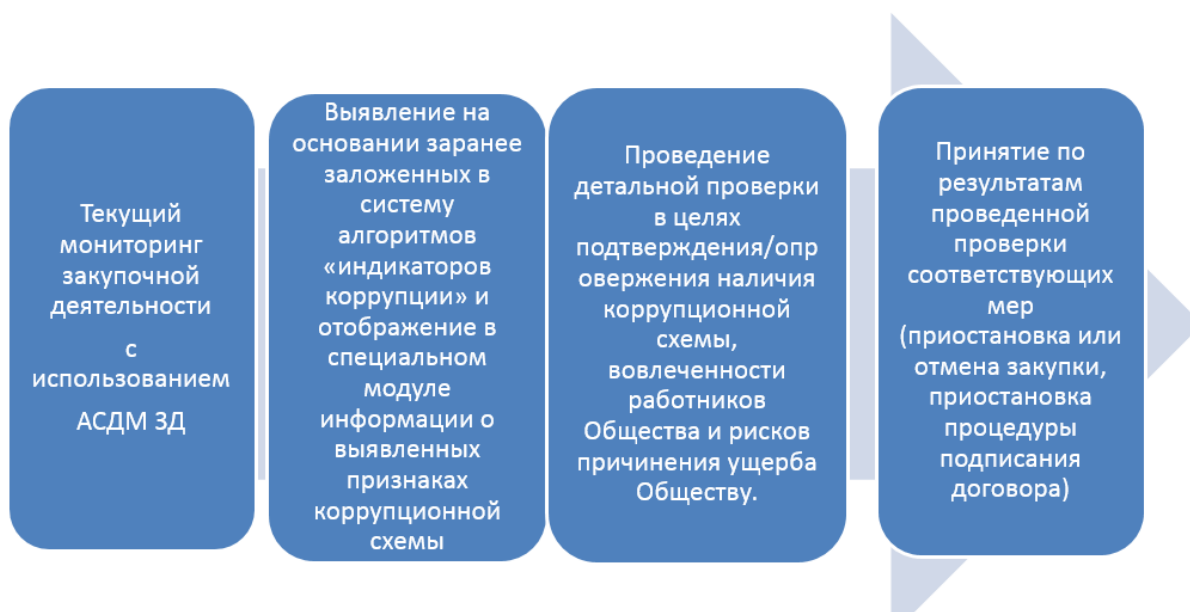 Текущий
мониторинг
закупочной
деятельности
с
использованием
АСДМ ЗД
Выявление на
основании заранее
заложенных в
систему
алгоритмов
«индикаторов
коррупции» и
отображение в
специальном
модуле
информации о
выявленных
признаках
коррупционной
схемы
Проведение
детальной проверки
в целях
подтверждения/опр
овержения наличия
коррупционной
схемы,
вовлеченности
работников
Общества и рисков
причинения ущерба
Обществу.
Принятие по
результатам
проведенной
проверки
соответствующих
мер
(приостановка или
отмена закупки,
приостановка
процедуры
подписания
договора)